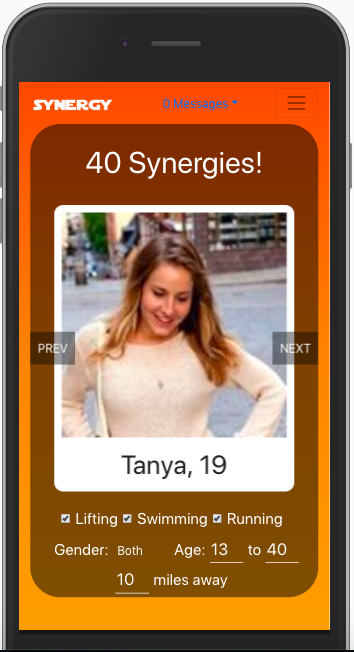 SYNERGY 0 Messages
40 Synergies!
PREV NEXT
Tanya, 19
Lifting Swimming Running
Gender: Both Age: 13 to 40
10 miles away